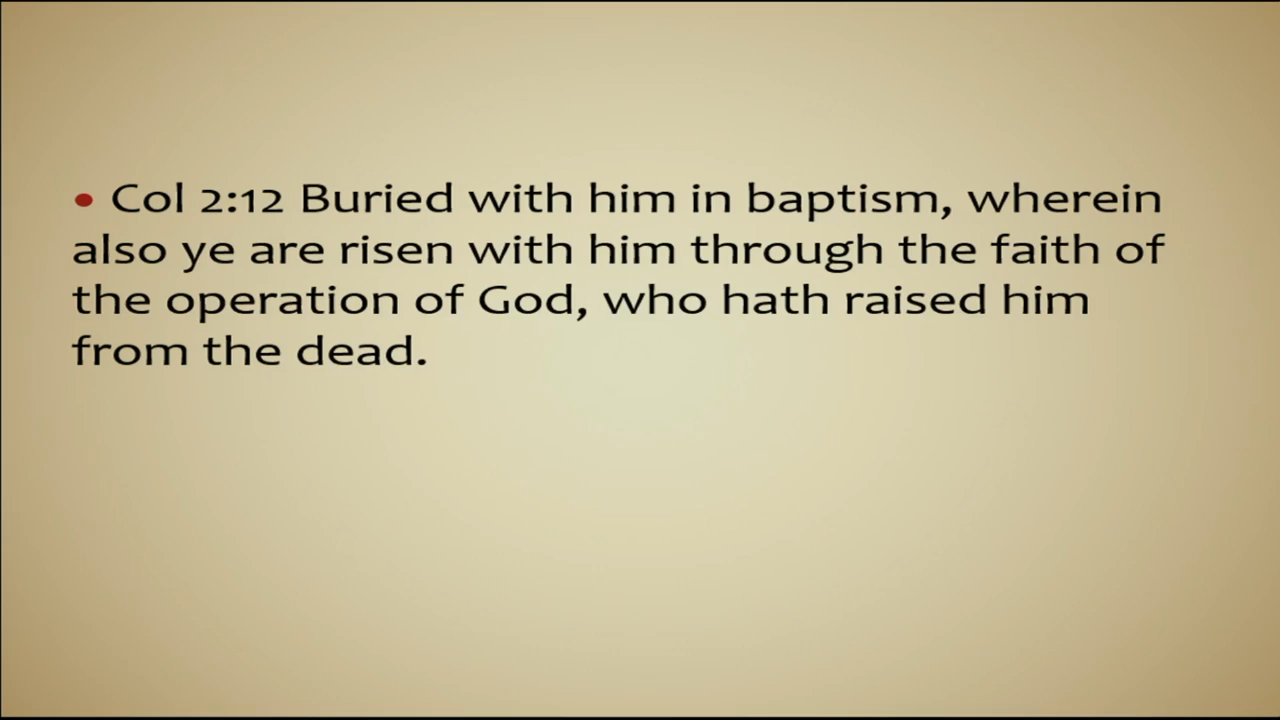 • Col 2:12 Buried with him in baptism, wherein
also ye are risen with him through the faith of
the operation of God, who hath raised him
from the dead.